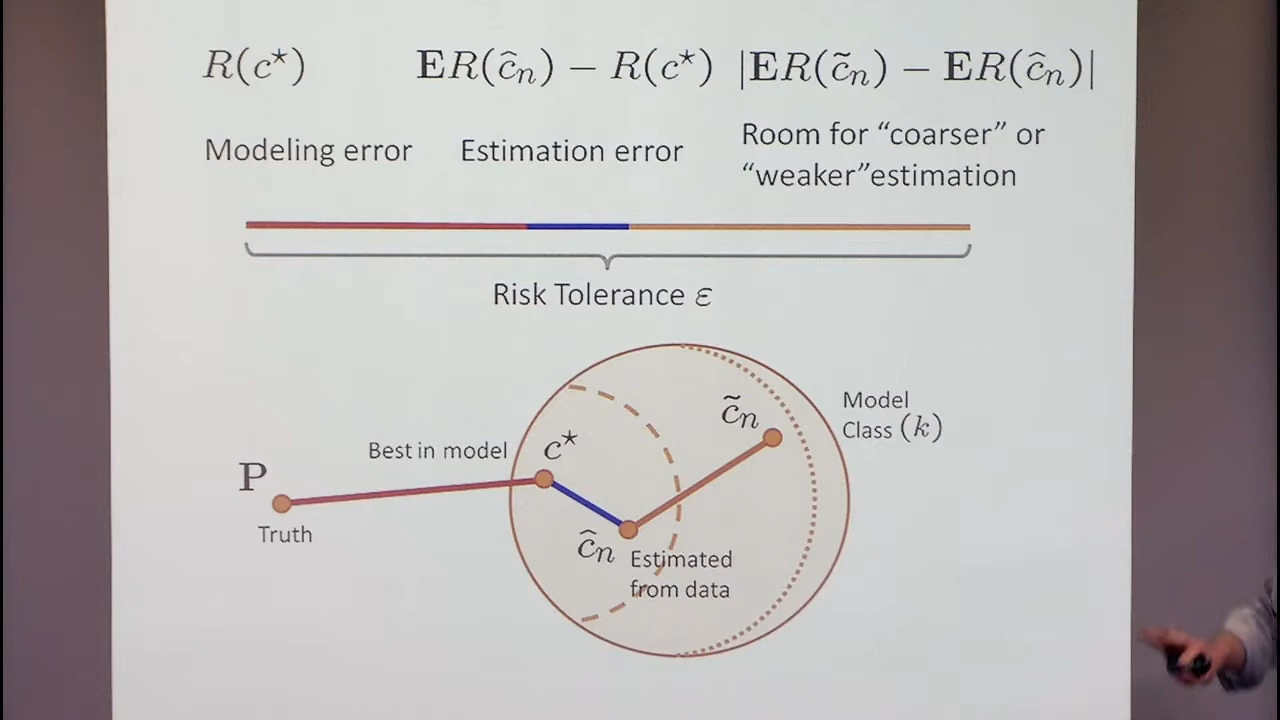 R(c⋆) 𝐄R(ĉₙ) − R(c⋆) |𝐄R(c̃ₙ) − 𝐄R(ĉₙ)|
Modeling error
Estimation error
Room for “coarser” or
“weaker”estimation
Risk Tolerance ε
Model
Class (k)
c̃ₙ
Best in model
c⋆
𝐏
Truth
ĉₙ
Estimated
from data